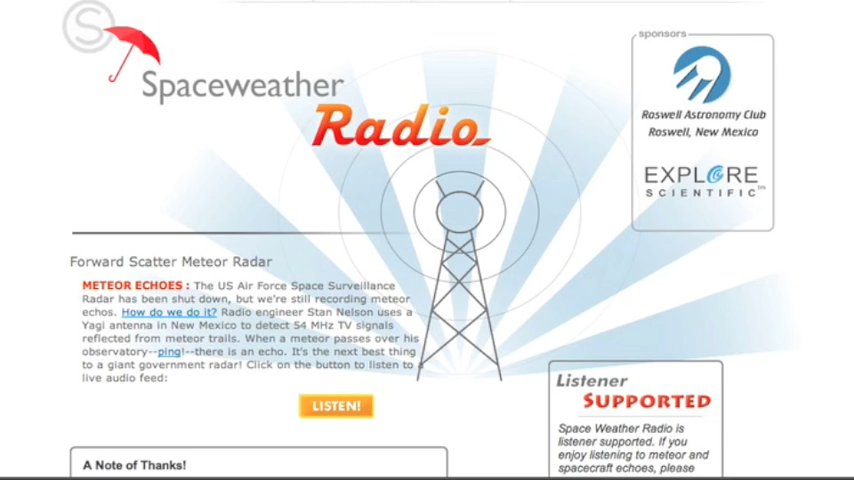 S
Spaceweather
Radio
sponsors
Roswell Astronomy Club
Roswell, New Mexico
EXPLORE
SCIENTIFIC
Forward Scatter Meteor Radar
METEOR ECHOES : The US Air Force Space Surveillance
Radar has been shut down, but we're still recording meteor
echoes. How do we do it? Radio engineer Stan Nelson uses a
Yagi antenna in New Mexico to detect 54 MHz TV signals
reflected from meteor trails. When a meteor passes over his
observatory--ping!--there is an echo. It's the next best thing
to a giant government radar! Click on the button to listen to a
live audio feed:
LISTEN!
Listener
SUPPORTED
Space Weather Radio is
listener supported. If you
enjoy listening to meteor and
spacecraft echoes, please
A Note of Thanks!